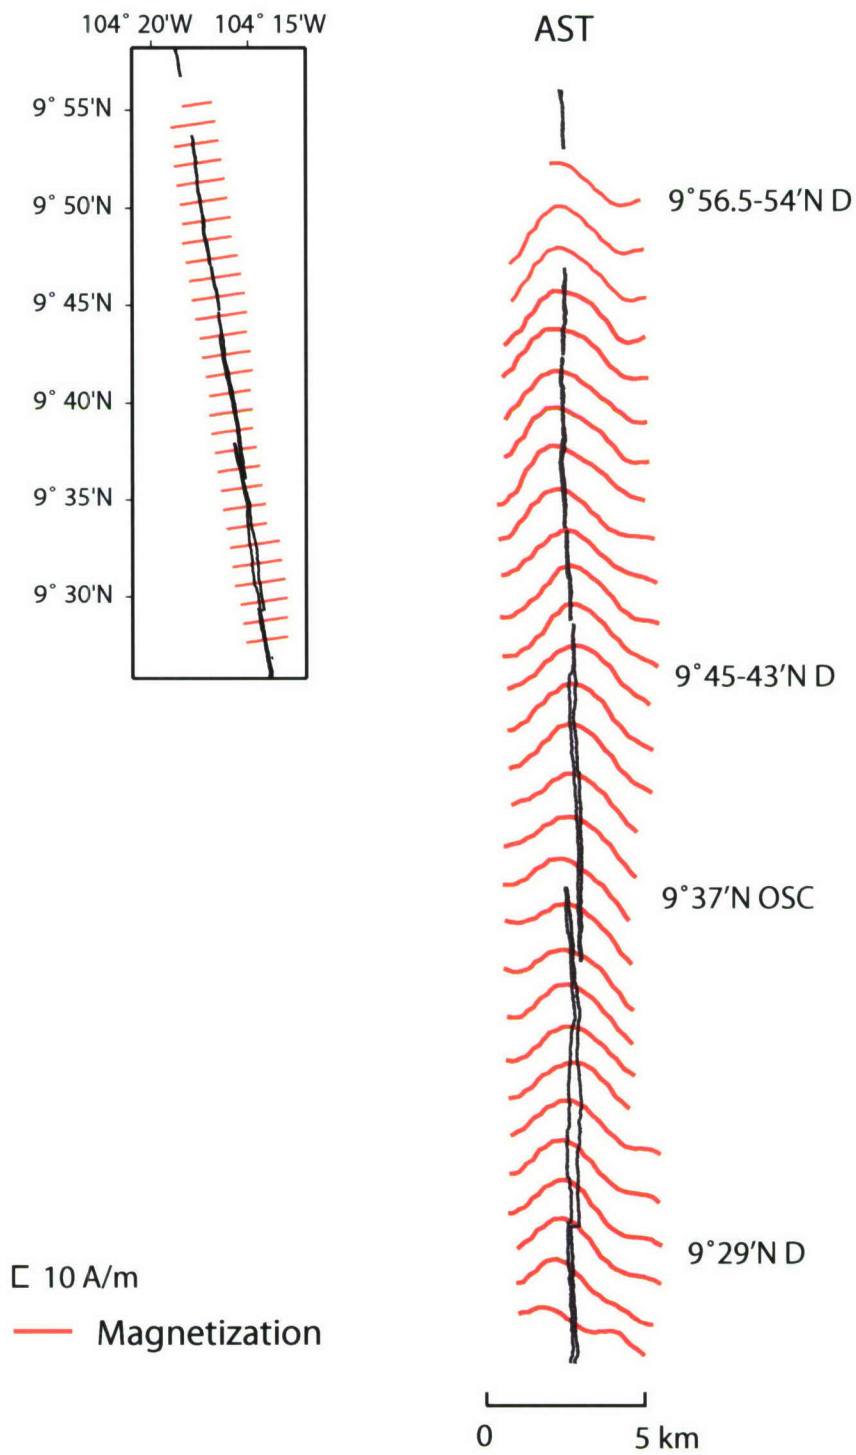 104° 20'W 104° 15'W
AST
9° 55'N
9° 50'N
9° 45'N
9° 40'N
9° 35'N
9° 30'N
9°56.5-54'N D
9°45-43'N D
9°37'N OSC
9°29'N D
10 A/m
Magnetization
0 5 km